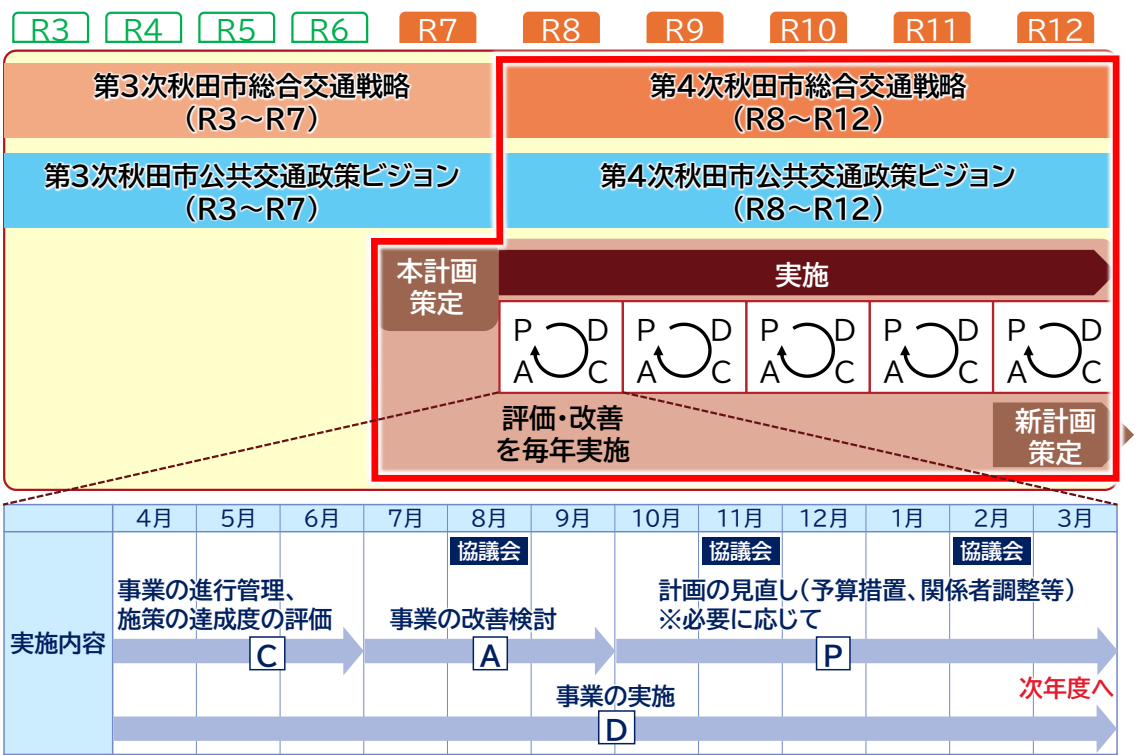 R3 R4 R5 R6 R7 R8 R9 R10 R11 R12
第3次秋田市総合交通戦略
(R3～R7)
第4次秋田市総合交通戦略
(R8～R12)
第3次秋田市公共交通政策ビジョン
(R3～R7)
第4次秋田市公共交通政策ビジョン
(R8～R12)
本計画
策定
実施
P D P D P D P D P D
A C A C A C A C A C
評価・改善
を毎年実施
新計画
策定
4月 5月 6月 7月 8月 9月 10月 11月 12月 1月 2月 3月
協議会 協議会 協議会
実施内容
事業の進行管理、
施策の達成度の評価
C
事業の改善検討
A
計画の見直し(予算措置、関係者調整等)
※必要に応じて
P
次年度へ
事業の実施
D